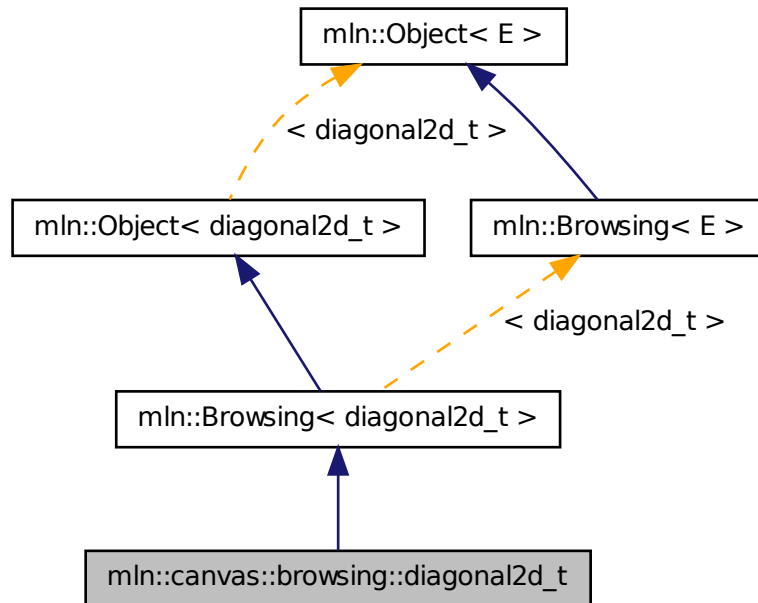 mln::Object< E >
< diagonal2d_t >
mln::Object< diagonal2d_t >
mln::Browsing< E >
< diagonal2d_t >
mln::Browsing< diagonal2d_t >
mln::canvas::browsing::diagonal2d_t